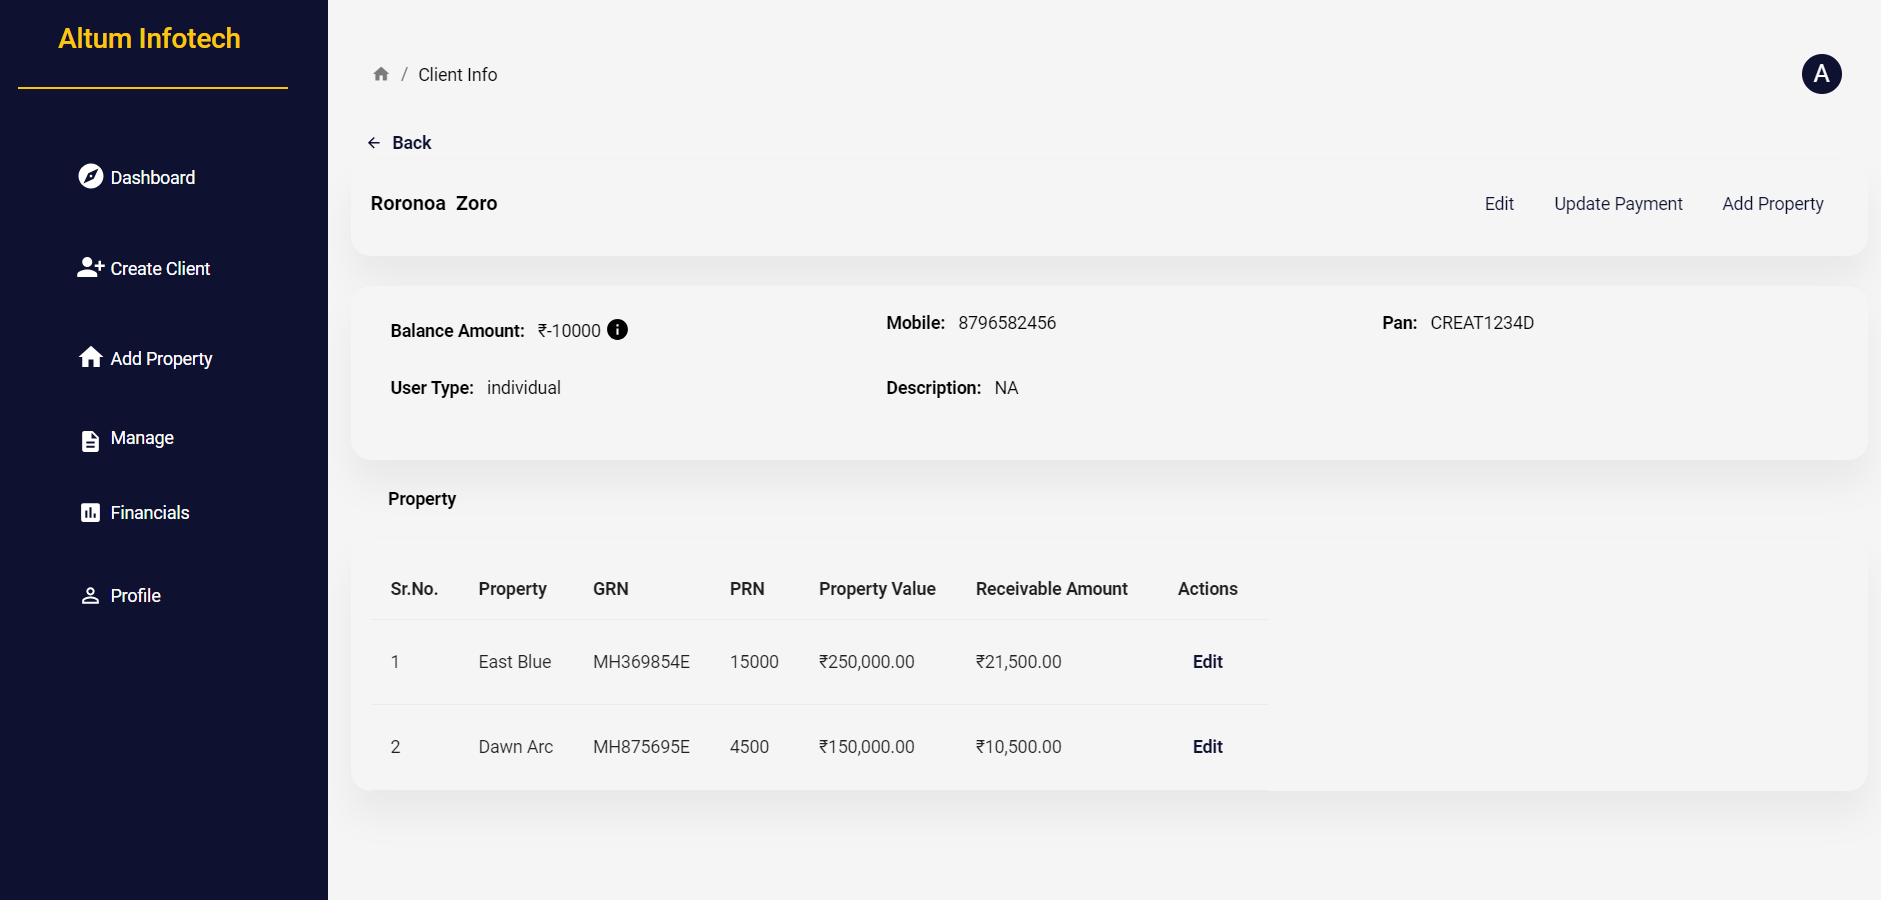 Altum Infotech
Dashboard
Create Client
Add Property
Manage
Financials
Profile
/ Client Info
A
Back
Roronoa Zoro
Edit Update Payment Add Property
Balance Amount: ₹-10000 Mobile: 8796582456 Pan: CREAT1234D
User Type: individual Description: NA
Property
Sr.No. Property GRN PRN Property Value Receivable Amount Actions
1 East Blue MH369854E 15000 ₹250,000.00 ₹21,500.00 Edit
2 Dawn Arc MH875695E 4500 ₹150,000.00 ₹10,500.00 Edit